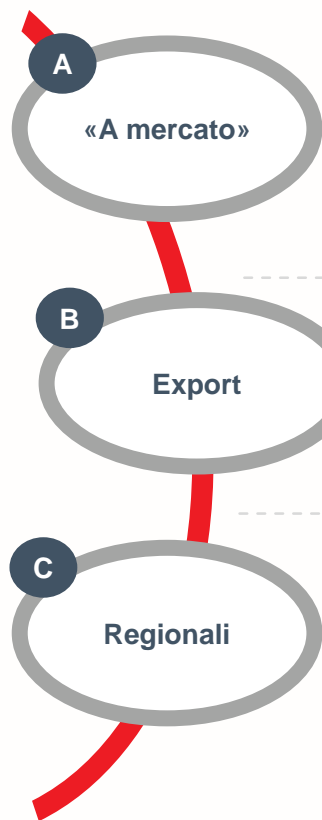 A
«A mercato»
B
Export
C
Regionali